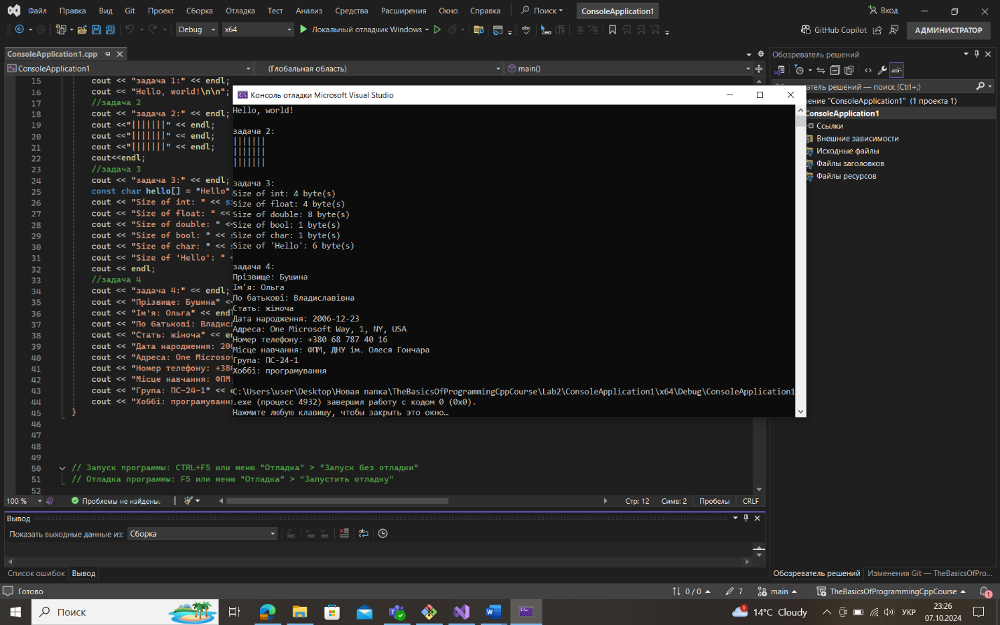 Файл Правка Вид Git Проект Сборка Отладка Тест Анализ Средства Расширения Окно Справка Поиск ConsoleApplication1 Вход
Debug x64 Локальный отладчик Windows GitHub Copilot АДМИНИСТРАТОР
ConsoleApplication1.cpp
ConsoleApplication1 (Глобальная область) main()
15 cout << "задача 1:" << endl;
16 cout << "Hello, world!\n\n";
17 //задача 2
18 cout << "задача 2:" << endl;
19 cout <<"|||||||" << endl;
20 cout <<"|||||||" << endl;
21 cout <<"|||||||" << endl;
22 cout<<endl;
23 //задача 3
24 cout << "задача 3:" << endl;
25 const char hello[] = "Hello"
26 cout << "Size of int: " << s
27 cout << "Size of float: " <<
28 cout << "Size of double: " <
29 cout << "Size of bool: " <<
30 cout << "Size of char: " <<
31 cout << "Size of 'Hello': " <
32 cout << endl;
33 //задача 4
34 cout << "задача 4:" << endl;
35 cout << "Прізвище: Бушина" <<
36 cout << "Ім'я: Ольга" << endl
37 cout << "По батькові: Владисл
38 cout << "Стать: жіноча" << en
39 cout << "Дата народження: 200
40 cout << "Адреса: One Microso
41 cout << "Номер телефону: +380
42 cout << "Місце навчання: ФПМ
43 cout << "Група: ПС-24-1" << e
44 cout << "Хоббі: програмування
45 }
46
47
48
49
50 // Запуск программы: CTRL+F5 или меню "Отладка" > "Запуск без отладки"
51 // Отладка программы: F5 или меню "Отладка" > "Запустить отладку"
52
Консоль отладки Microsoft Visual Studio
Hello, world!
задача 2:
|||||||
|||||||
|||||||
задача 3:
Size of int: 4 byte(s)
Size of float: 4 byte(s)
Size of double: 8 byte(s)
Size of bool: 1 byte(s)
Size of char: 1 byte(s)
Size of 'Hello': 6 byte(s)
задача 4:
Прізвище: Бушина
Ім'я: Ольга
По батькові: Владиславівна
Стать: жіноча
Дата народження: 2006-12-23
Адреса: One Microsoft Way, 1, NY, USA
Номер телефону: +380 68 787 40 16
Місце навчання: ФПМ, ДНУ ім. Олеся Гончара
Група: ПС-24-1
Хоббі: програмування
C:\Users\user\Desktop\Новая папка\TheBasicsOfProgrammingCppCourse\Lab2\ConsoleApplication1\x64\Debug\ConsoleApplication1
.exe (процесс 4932) завершил работу с кодом 0 (0x0).
Нажмите любую клавишу, чтобы закрыть это окно…
Обозреватель решений
ватель решений — поиск (Ctrl+;)
ение "ConsoleApplication1" (1 проекта 1)
ConsoleApplication1
Ссылки
Внешние зависимости
Исходные файлы
Файлы заголовков
Файлы ресурсов
100 % Проблемы не найдены. Стр: 12 Симв: 2 Пробелы CRLF
Вывод
Показать выходные данные из: Сборка
Список ошибок Вывод
Обозреватель решений Изменения Git — TheBasicsOfPro...
Готово 0 / 0 7 main TheBasicsOfProgrammingCppCourse 1
Поиск 1 14°C Cloudy УКР 23:26
07.10.2024